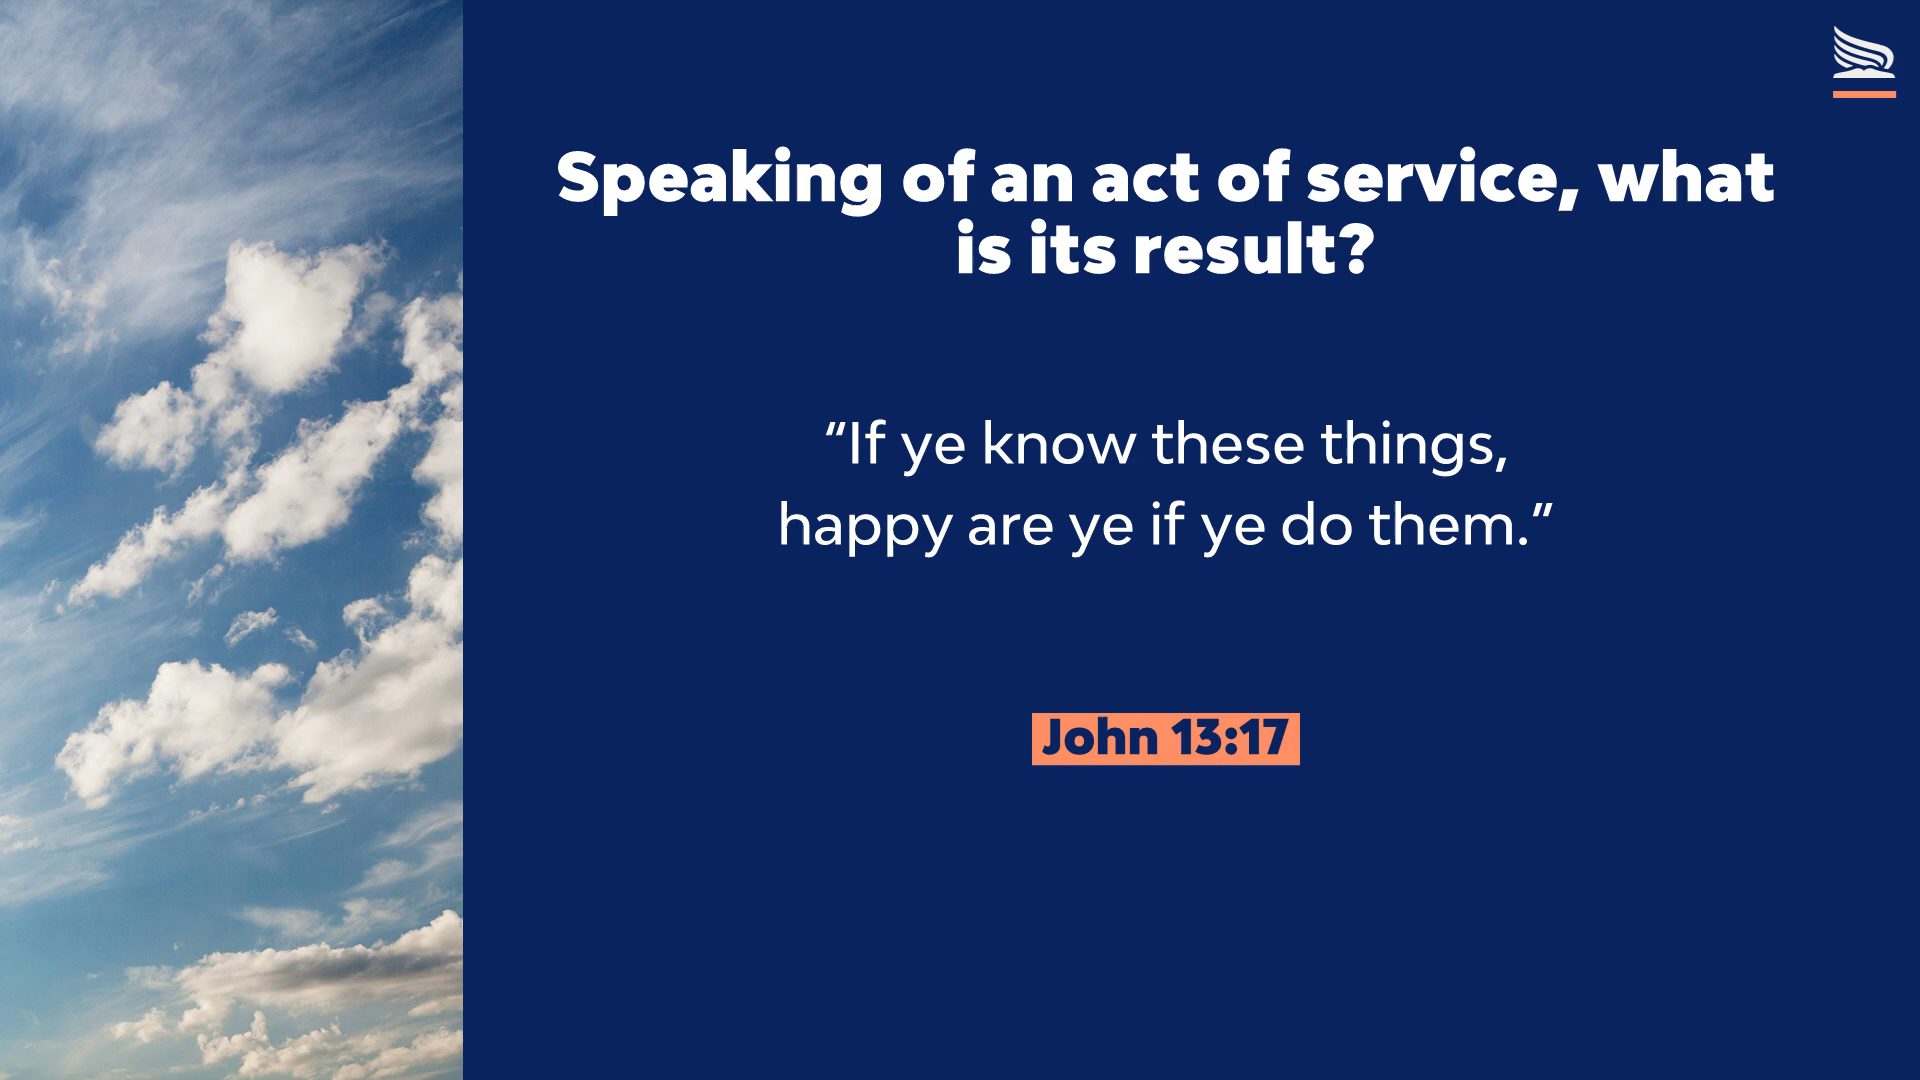 Speaking of an act of service, what
is its result?
“If ye know these things,
happy are ye if ye do them.”
John 13:17